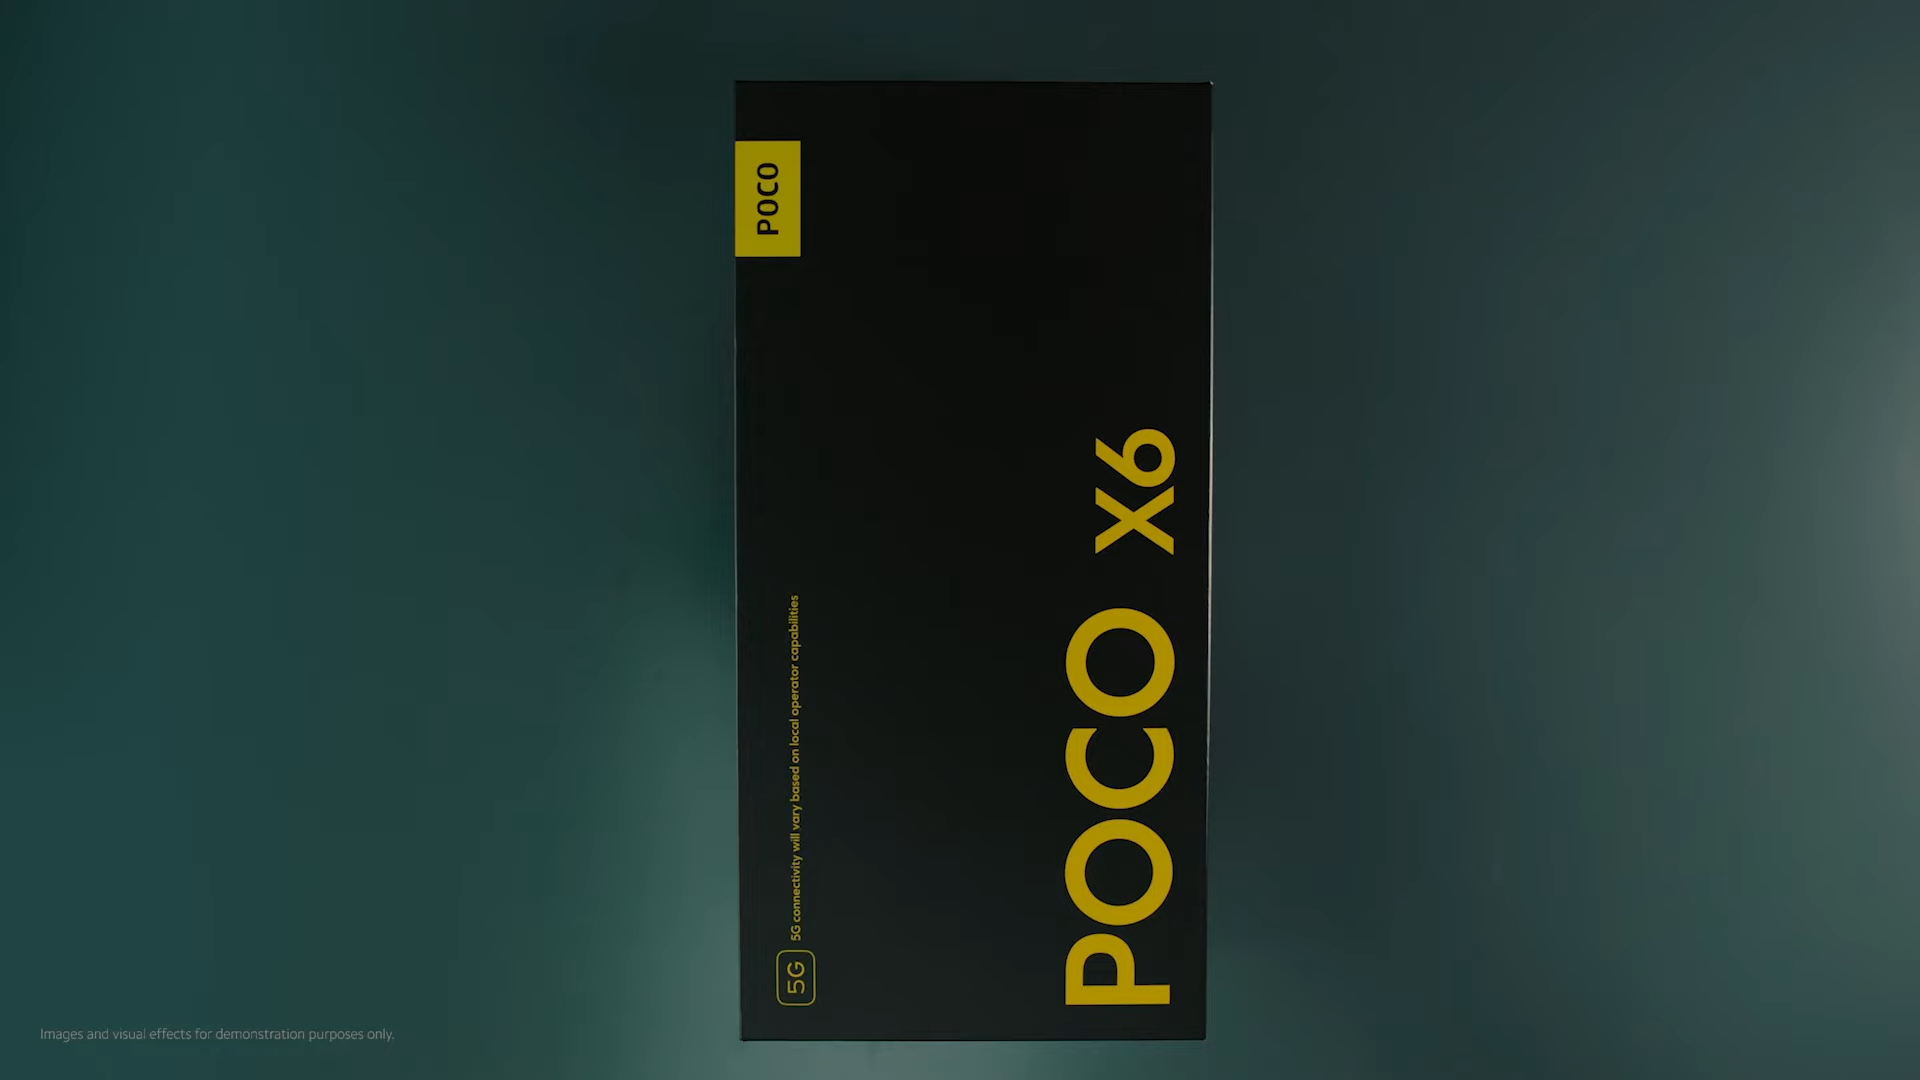 POCO
POCO X6
5G
5G connectivity will vary based on local operator capabilities
Images and visual effects for demonstration purposes only.